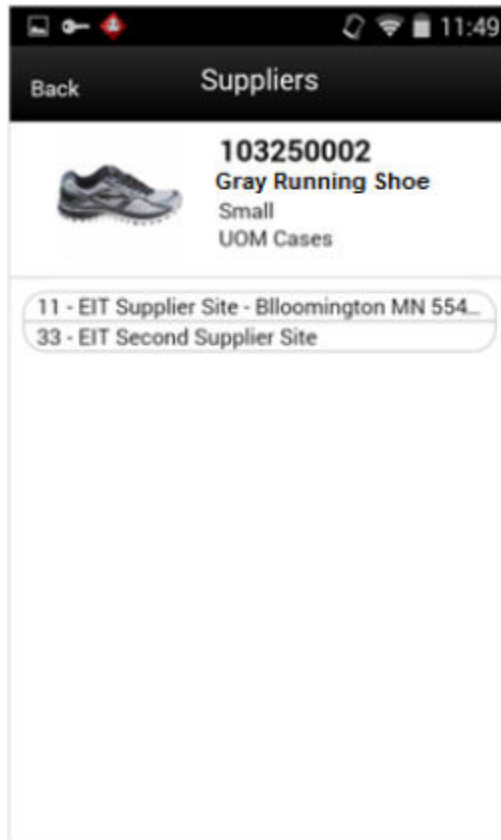 11:49
Back
Suppliers
103250002
Gray Running Shoe
Small
UOM Cases
11 - EIT Supplier Site - Blloomington MN 554...
33 - EIT Second Supplier Site